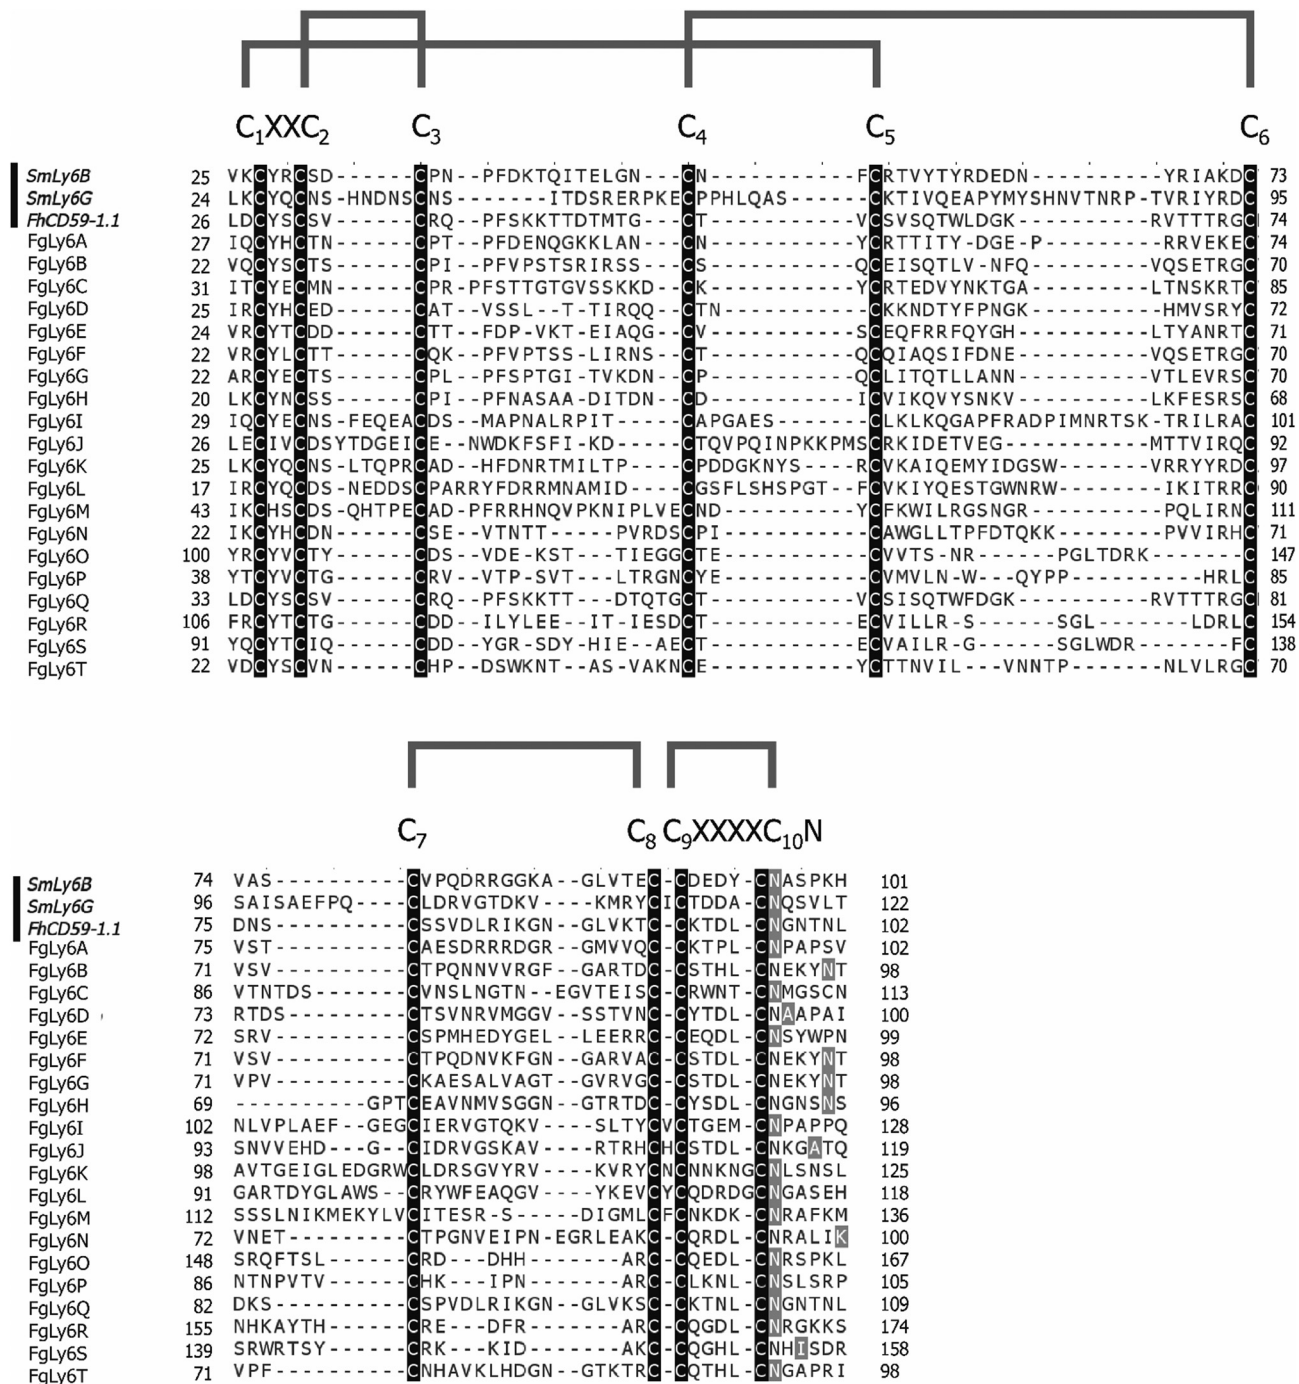 C1XXC2 C3 C4 C5 C6
SmLy6B 25 VKCYRCSD------CPN--PFDKTQITELGN---CN-----------FCRTVYTYRDEDN---------YRIAKDC 73
SmLy6G 24 LKCYQCNS-HNDNSCNS-------ITDSRERPKECPPHLQAS------CKTIVQEAPYMYSHNVTNRP-TVRIYRDC 95
FhCD59-1.1 26 LDCYSCSV------CRQ--PFSKKTTDTMTG---CT-----------VCSVSQTWLDGK----------RVTTTRGC 74
FgLy6A 27 IQCYHCTN------CPT--PFDENQGKKLAN---CN-----------YCRTTITY-DGE-P---------RRVEKEC 74
FgLy6B 22 VQCYSCTS------CPI--PFVPSTSRIRSS---CS-----------QCEISQTLV-NFQ---------VQSETRGC 70
FgLy6C 31 ITCYECMN------CPR-PFSTTGTGVSSKKD--CK-----------YCRTEDVYNKTGA---------LTNSKRTC 85
FgLy6D 25 IRCYHCED------CAT--VSSL--T-TIRQQ--CTN-----------CKKNDTYFPNGK----------HMVSRYC 72
FgLy6E 24 VRCYTCDD------CTT--FDP-VKT-EIAQG--CV-----------SCEQFRRFQYGH----------LTYANRTC 71
FgLy6F 22 VRCYLCTT------CQK--PFVPTSS-LIRNS--CT-----------QCQIAQSIFDNE----------VQSETRGC 70
FgLy6G 22 ARCYECTS------CPL--PFSPTGI-TVKDN--CP-----------QCLITQTLLANN----------VTLEVRSC 70
FgLy6H 20 LKCYNCSS------CPI--PFNASAA-DITDN--CD-----------ICVIKQVYSNKV----------LKFESRSC 68
FgLy6I 29 IQCYECNS-FEQEACDS--MAPNALRPIT-----CAPGAES-------CLKLKQGAPFRADPIMNRTSK-TRILRAC 101
FgLy6J 26 LECIVCDSYTDGEICE--NWDKFSFI-KD-----CTQVPQINPKKPMSCRKIDETVEG-----------MTTVIRQC 92
FgLy6K 25 LKCYQCNS-LTQPRCAD--HFDNRTMILTP----CPDDGKNYS----RCVKAIQEMYIDGSW-------VRRYYRDC 97
FgLy6L 17 IRCYQCDS-NEDDSCPARRYFDRRMNAMID----CGSFLSHSPGT--FCVKIYQESTGWNRW--------IKITRRC 90
FgLy6M 43 IKCHSCDS-QHTPECAD-PFRRHNQVPKNIPLVECND----------YCFKWILRGSNGR---------PQLIRNC 111
FgLy6N 22 IKCYHCDN------CSE--VTNTT-----PVRDSCPI-----------CAWGLLTPFDTQKK--------PVVIRHC 71
FgLy6O 100 YRCYVCTY------CDS--VDE-KST---TIEGGCTE-----------CVVTS-NR------PGLTDRK-------C 147
FgLy6P 38 YTCYVCTG------CRV--VTP-SVT---LTRGNCYE-----------CVMVLN-W---QYPP----------HRLC 85
FgLy6Q 33 LDCYSCSV------CRQ--PFSKKTT---DTQTGCT-----------VCSISQTWFDGK----------RVTTTRGC 81
FgLy6R 106 FRCYTCTG------CDD--ILYLEE--IT-IESDCT-----------ECVILLR-S------SGL-------LDRLC 154
FgLy6S 91 YQCYTCIQ------CDD--YGR-SDY-HIE--AECT-----------ECVAILR-G------SGLWDR-------FC 138
FgLy6T 22 VDCYSCVN------CHP--DSWKNT--AS-VAKNCE-----------YCTTNVIL---VNNTP-------NLVLRGC 70
C7 C8 C9XXXXC10N
SmLy6B 74 VAS----------CVPQDRRGGKA--GLVTEC-CDEDY-CNASPKH 101
SmLy6G 96 SAISAEFPQ----CLDRVGTDKV----KMRYCICTDDA-CNQSVLT 122
FhCD59-1.1 75 DNS----------CSSVDLRIKGN--GLVKTC-CKTDL-CNGNTNL 102
FgLy6A 75 VST----------CAESDRRRDGR--GMVVQC-CKTPL-CNPAPSV 102
FgLy6B 71 VSV----------CTPQNNVVRGF--GARTDC-CSTHL-CNEKYNT 98
FgLy6C 86 VTNTDS-------CVNSLNGTN--EGVTEISC-CRWNT-CNMGSCN 113
FgLy6D 73 RTDS---------CTSVNRVMGGV--SSTVNC-CYTDL-CNAAPAI 100
FgLy6E 72 SRV----------CSPMHEDYGEL--LEERRC-CEQDL-CNSYWPN 99
FgLy6F 71 VSV----------CTPQDNVKFGN--GARVAC-CSTDL-CNEKYNT 98
FgLy6G 71 VPV----------CKAESALVAGT--GVRVGC-CSTDL-CNEKYNT 98
FgLy6H 69 ----------GPTCEAVNMVSGGN--GTRTDC-CYSDL-CNGNSNS 96
FgLy6I 102 NLVPLAEF--GEGCIERVGTQKV----SLTYCVCTGEM-CNPAPPQ 128
FgLy6J 93 SNVVEHD---G--CIDRVGSKAV----RTRHCHCSTDL-CNKGATQ 119
FgLy6K 98 AVTGEIGLEDGRWCLDRSGVYRV----KVRYCNCNNKNGCNLSNSL 125
FgLy6L 91 GARTDYGLAWS--CRYWFEAQGV----YKEVCYCQDRDGCNGASEH 118
FgLy6M 112 SSSLNIKMEKYLVCITESR-S-----DIGMLCFCNKDK-CNRAFKM 136
FgLy6N 72 VNET---------CTPGNVEIPN-EGRLEAKC-CQRDL-CNRALIK 100
FgLy6O 148 SRQFTSL------CRD---DHH-------ARC-CQEDL-CNRSPKL 167
FgLy6P 86 NTNPVTV------CHK---IPN-------ARC-CLKNL-CNSLSRP 105
FgLy6Q 82 DKS----------CSPVDLRIKGN--GLVKSC-CKTNL-CNGNTNL 109
FgLy6R 155 NHKAYTH------CRE---DFR-------ARC-CQGDL-CNRGKKS 174
FgLy6S 139 SRWRTSY------CRK---KID-------AKC-CQGHL-CNHISDR 158
FgLy6T 71 VPF----------CNHAVKLHDGN--GTKTRC-CQTHL-CNGAPRI 98